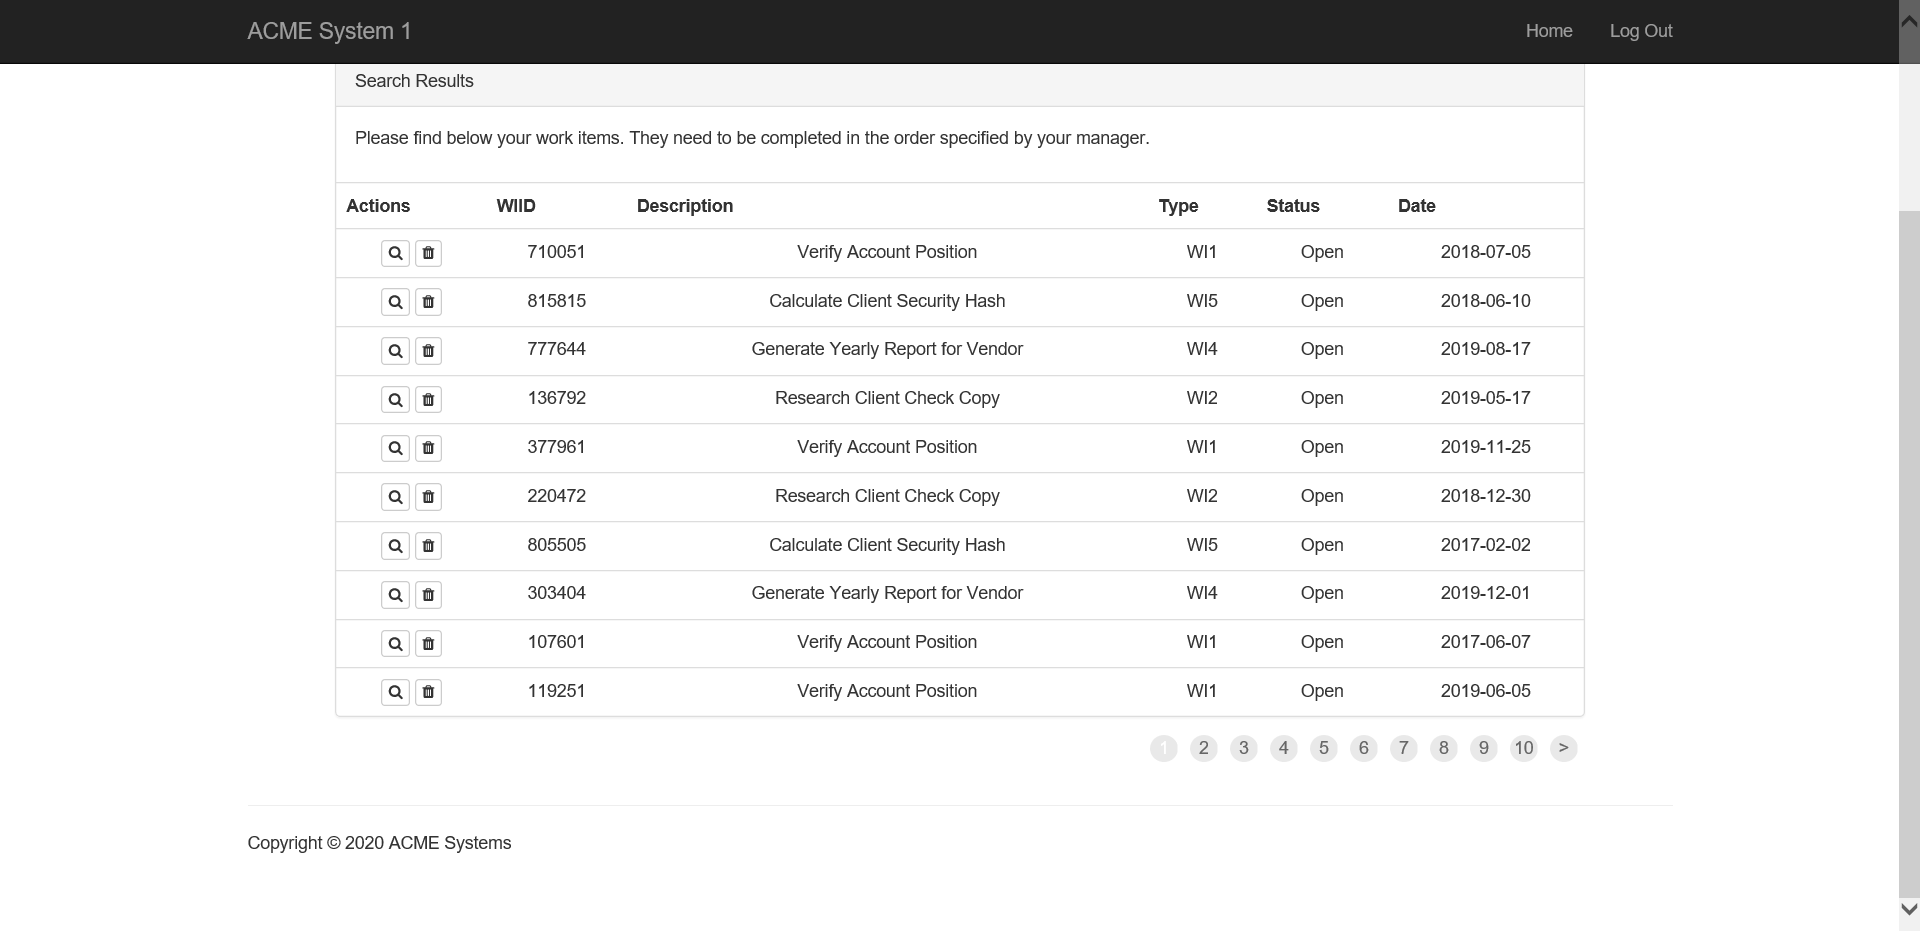 ACME System 1 Home Log Out
Search Results
Please find below your work items. They need to be completed in the order specified by your manager.
Actions WIID Description Type Status Date
710051 Verify Account Position WI1 Open 2018-07-05
815815 Calculate Client Security Hash WI5 Open 2018-06-10
777644 Generate Yearly Report for Vendor WI4 Open 2019-08-17
136792 Research Client Check Copy WI2 Open 2019-05-17
377961 Verify Account Position WI1 Open 2019-11-25
220472 Research Client Check Copy WI2 Open 2018-12-30
805505 Calculate Client Security Hash WI5 Open 2017-02-02
303404 Generate Yearly Report for Vendor WI4 Open 2019-12-01
107601 Verify Account Position WI1 Open 2017-06-07
119251 Verify Account Position WI1 Open 2019-06-05
1 2 3 4 5 6 7 8 9 10 >
Copyright © 2020 ACME Systems